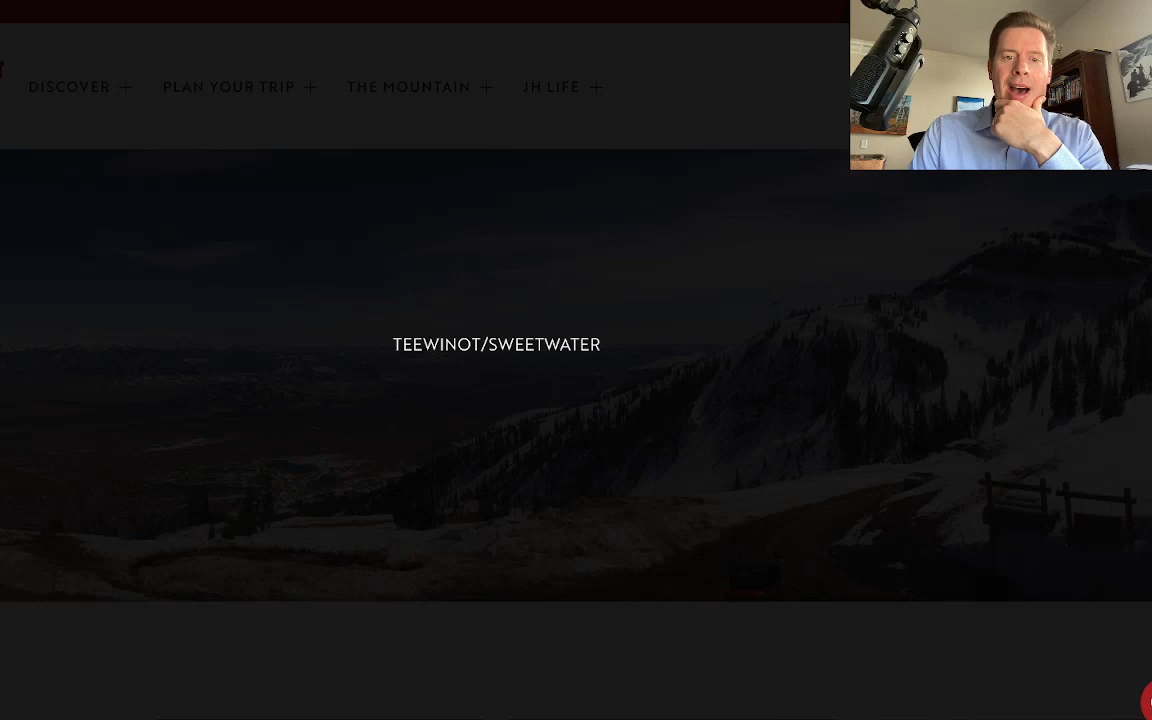 DISCOVER + PLAN YOUR TRIP + THE MOUNTAIN + JH LIFE +
TEEWINOT/SWEETWATER